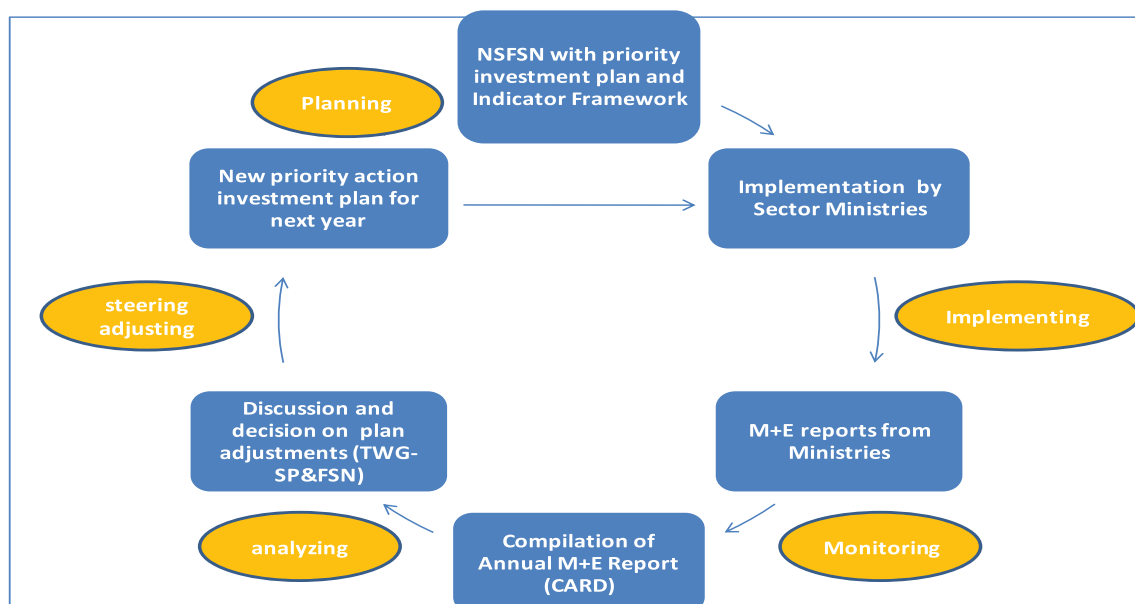 NSFSN with priority
investment plan and
Indicator Framework
Planning
New priority action
investment plan for
next year
Implementation by
Sector Ministries
steering
adjusting
Implementing
Discussion and
decision on plan
adjustments (TWG-
SP&FSN)
M+E reports from
Ministries
analyzing
Compilation of
Annual M+E Report
(CARD)
Monitoring